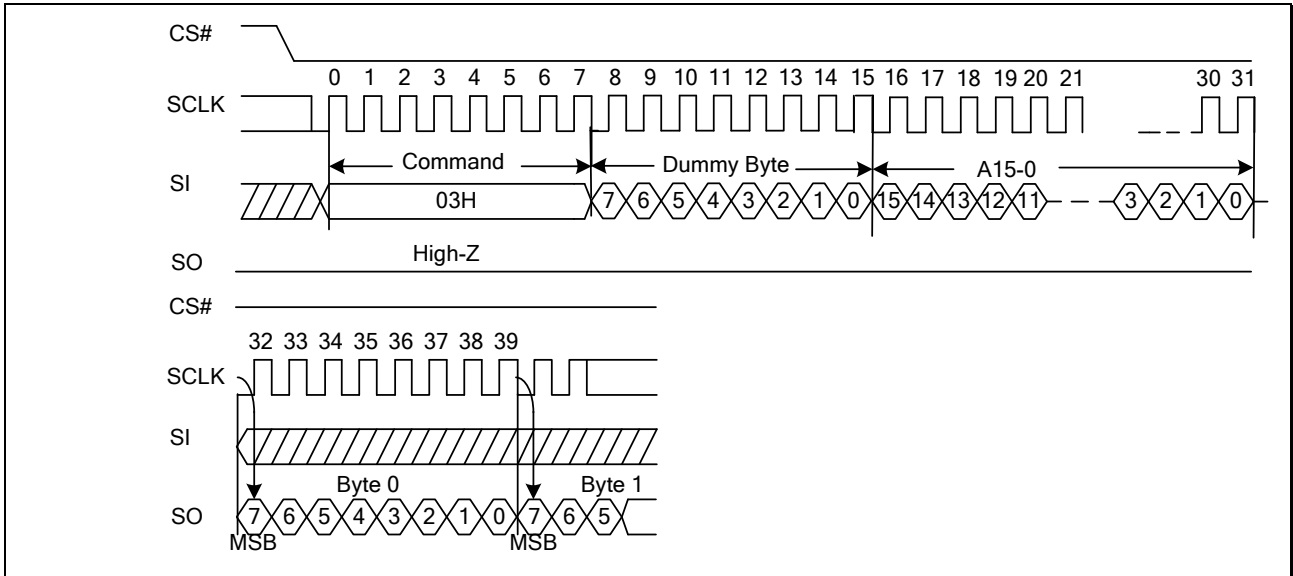 CS#
0 1 2 3 4 5 6 7 8 9 10 11 12 13 14 15 16 17 18 19 20 21 30 31
SCLK
Command Dummy Byte A15-0
SI
03H 7 6 5 4 3 2 1 0 15 14 13 12 11 3 2 1 0
High-Z
SO
CS#
32 33 34 35 36 37 38 39
SCLK
SI
Byte 0 Byte 1
SO 7 6 5 4 3 2 1 0 7 6 5
MSB MSB